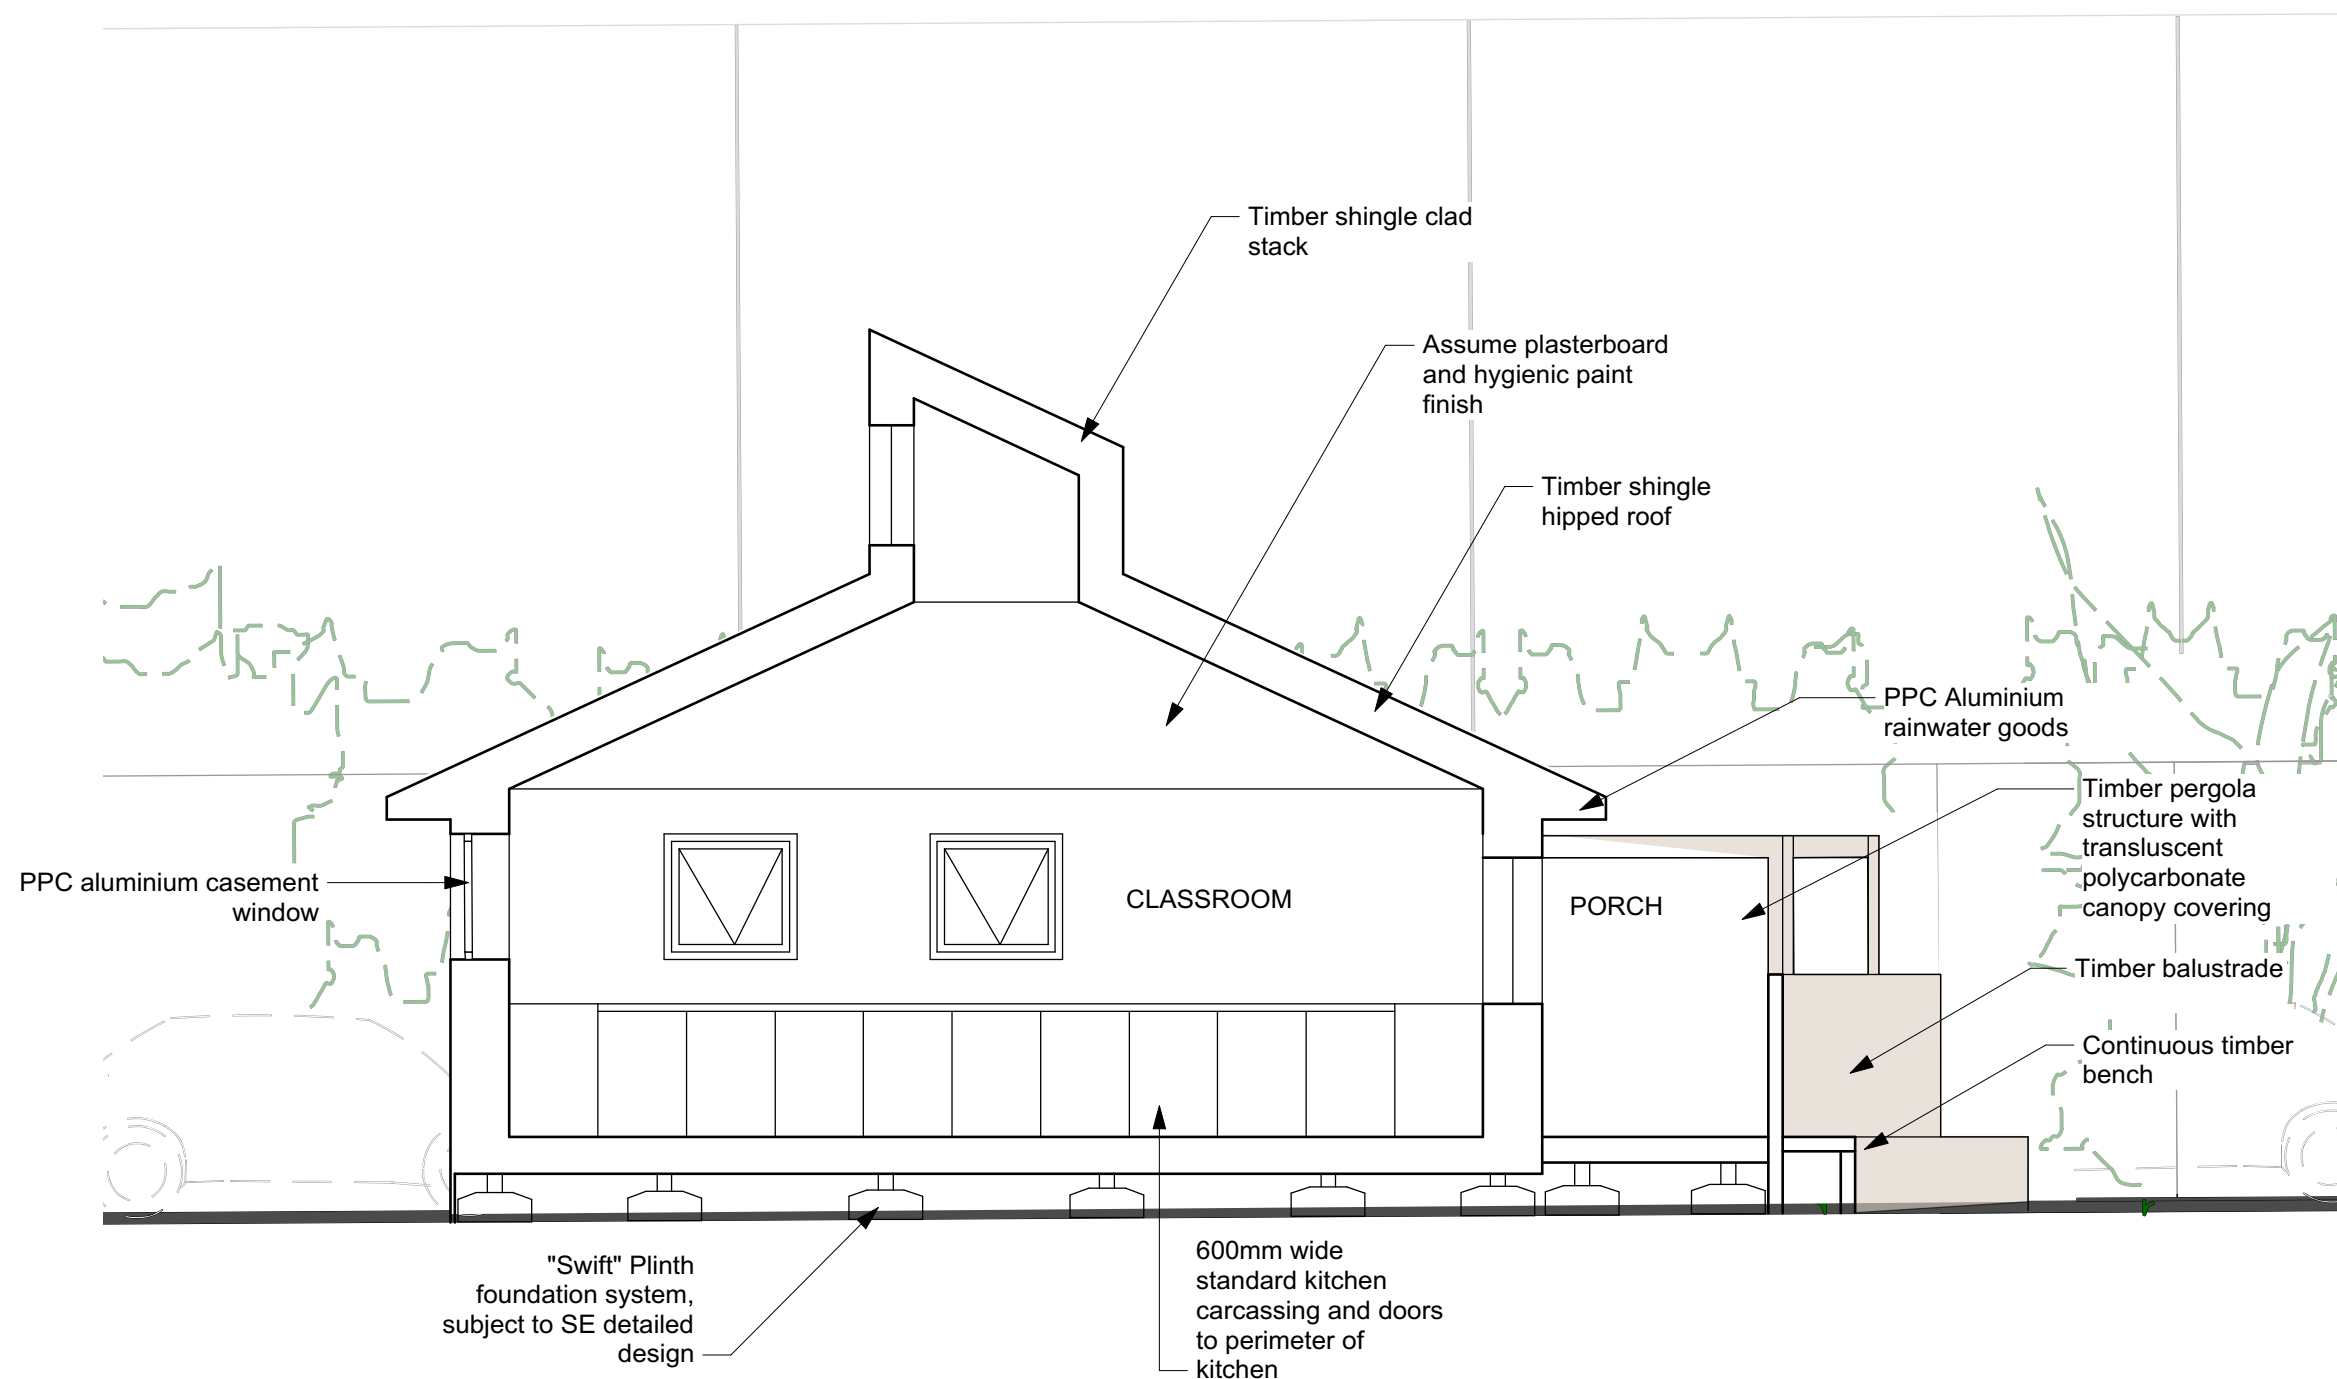 Timber shingle clad
stack
Assume plasterboard
and hygienic paint
finish
Timber shingle
hipped roof
PPC Aluminium
rainwater goods
Timber pergola
structure with
transluscent
polycarbonate
canopy covering
PPC aluminium casement
window
CLASSROOM
PORCH
Timber balustrade
Continuous timber
bench
"Swift" Plinth
foundation system,
subject to SE detailed
design
600mm wide
standard kitchen
carcassing and doors
to perimeter of
kitchen